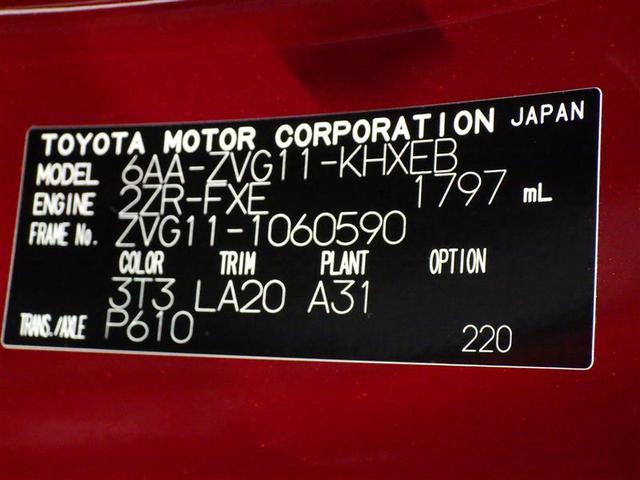 TOYOTA MOTOR CORPORATION JAPAN
MODEL 6AA-ZVG11-KHXEB
ENGINE 2ZR-FXE 1797 mL
FRAME No. ZVG11-1060590
COLOR TRIM PLANT OPTION
3T3 LA20 A31
TRANS./AXLE P610 220